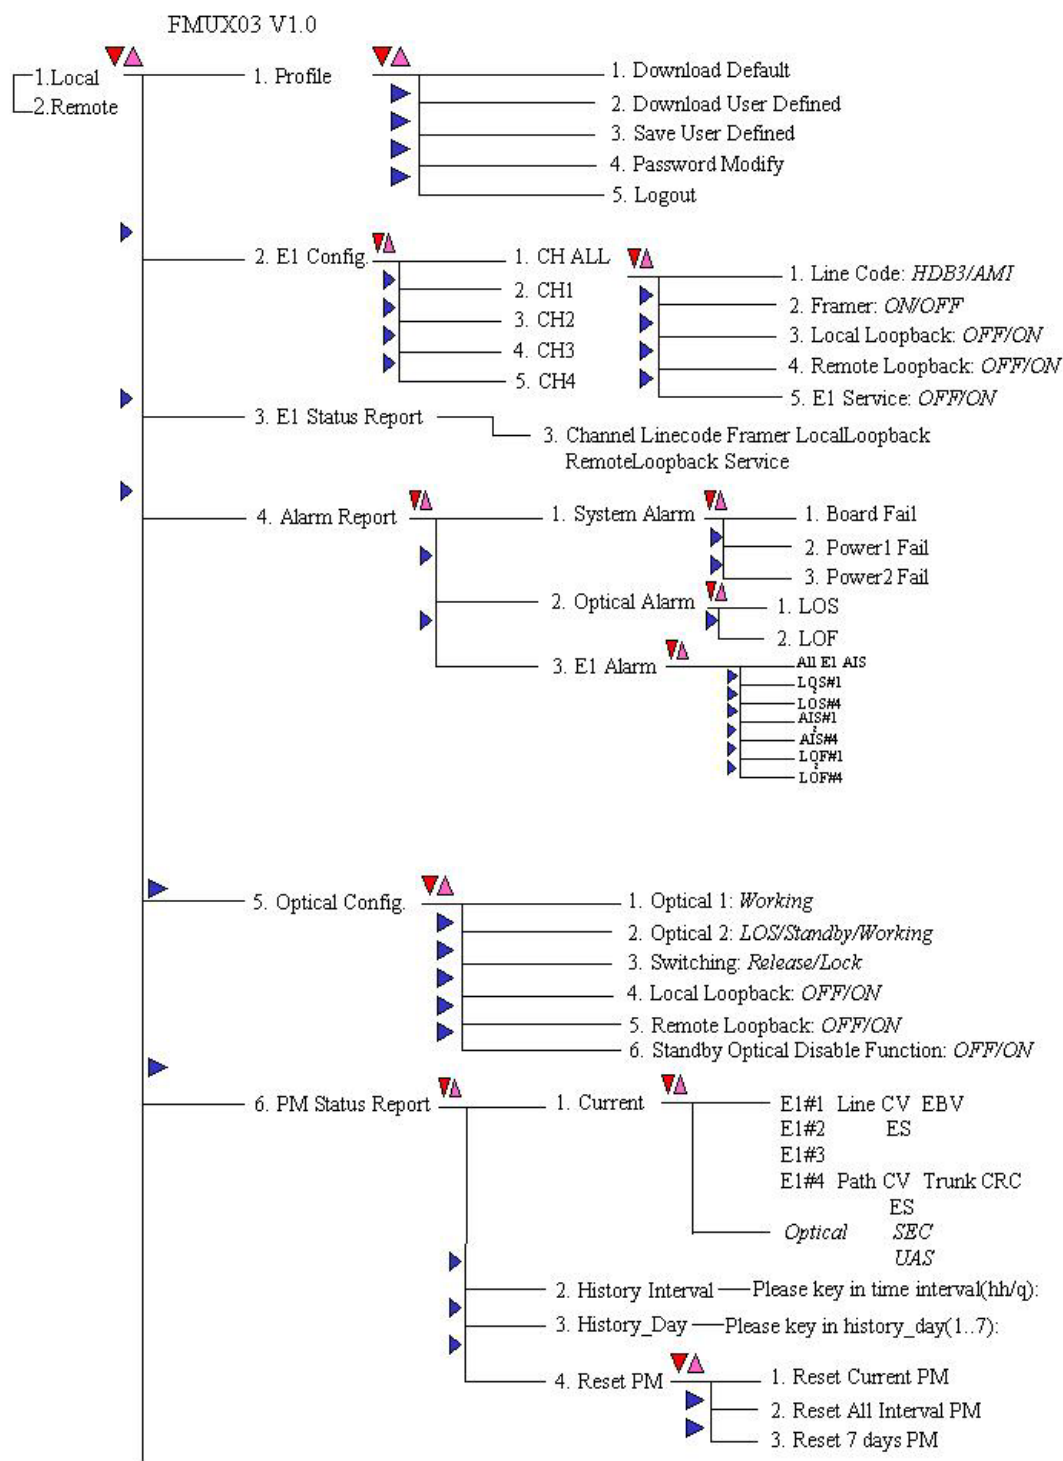 FMUX03 V1.0
1.Local
2.Remote
1. Profile
1. Download Default
2. Download User Defined
3. Save User Defined
4. Password Modify
5. Logout
2. E1 Config.
1. CH ALL
2. CH1
3. CH2
4. CH3
5. CH4
1. Line Code: HDB3/AMI
2. Framer: ON/OFF
3. Local Loopback: OFF/ON
4. Remote Loopback: OFF/ON
5. E1 Service: OFF/ON
3. E1 Status Report
3. Channel Linecode Framer LocalLoopback
RemoteLoopback Service
4. Alarm Report
1. System Alarm
1. Board Fail
2. Power1 Fail
3. Power2 Fail
2. Optical Alarm
1. LOS
2. LOF
3. E1 Alarm
All E1 AIS
LOS#1
LOS#4
AIS#1
AIS#4
LOF#1
LOF#4
5. Optical Config.
1. Optical 1: Working
2. Optical 2: LOS/Standby/Working
3. Switching: Release/Lock
4. Local Loopback: OFF/ON
5. Remote Loopback: OFF/ON
6. Standby Optical Disable Function: OFF/ON
6. PM Status Report
1. Current
E1#1 Line CV EBV
E1#2 ES
E1#3
E1#4 Path CV Trunk CRC
ES
Optical SEC
UAS
2. History Interval
Please key in time interval(hh/q):
3. History_Day
Please key in history_day(1..7):
4. Reset PM
1. Reset Current PM
2. Reset All Interval PM
3. Reset 7 days PM